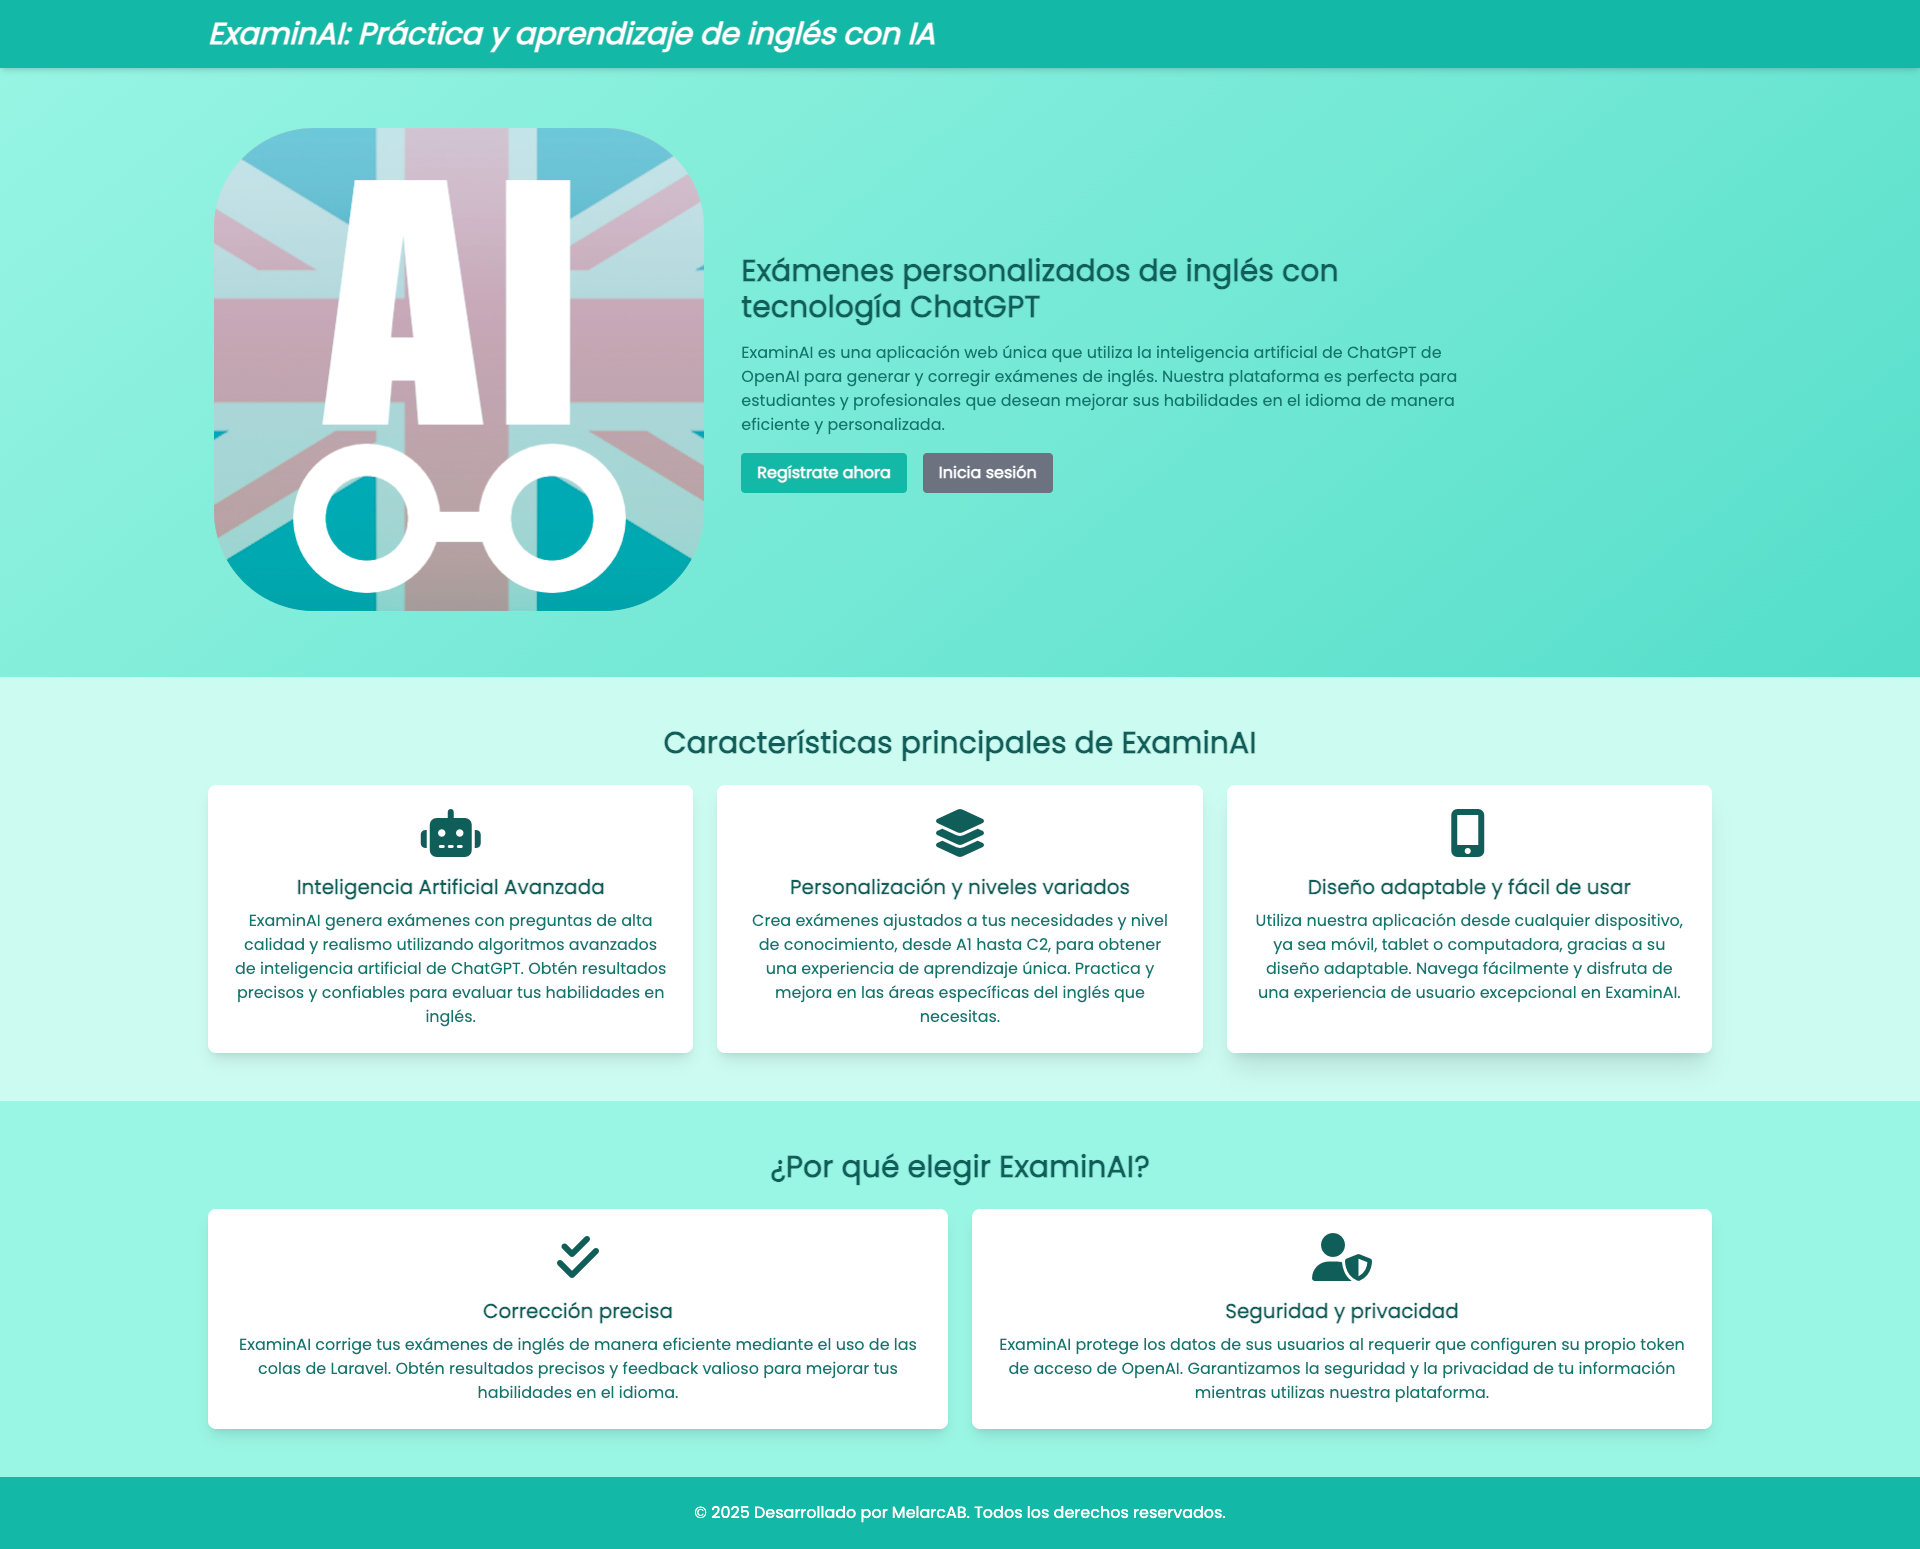 ExaminAI: Práctica y aprendizaje de inglés con IA
AI
Exámenes personalizados de inglés con
tecnología ChatGPT
ExaminAI es una aplicación web única que utiliza la inteligencia artificial de ChatGPT de
OpenAI para generar y corregir exámenes de inglés. Nuestra plataforma es perfecta para
estudiantes y profesionales que desean mejorar sus habilidades en el idioma de manera
eficiente y personalizada.
Regístrate ahora
Inicia sesión
Características principales de ExaminAI
Inteligencia Artificial Avanzada
ExaminAI genera exámenes con preguntas de alta
calidad y realismo utilizando algoritmos avanzados
de inteligencia artificial de ChatGPT. Obtén resultados
precisos y confiables para evaluar tus habilidades en
inglés.
Personalización y niveles variados
Crea exámenes ajustados a tus necesidades y nivel
de conocimiento, desde A1 hasta C2, para obtener
una experiencia de aprendizaje única. Practica y
mejora en las áreas específicas del inglés que
necesitas.
Diseño adaptable y fácil de usar
Utiliza nuestra aplicación desde cualquier dispositivo,
ya sea móvil, tablet o computadora, gracias a su
diseño adaptable. Navega fácilmente y disfruta de
una experiencia de usuario excepcional en ExaminAI.
¿Por qué elegir ExaminAI?
Corrección precisa
ExaminAI corrige tus exámenes de inglés de manera eficiente mediante el uso de las
colas de Laravel. Obtén resultados precisos y feedback valioso para mejorar tus
habilidades en el idioma.
Seguridad y privacidad
ExaminAI protege los datos de sus usuarios al requerir que configuren su propio token
de acceso de OpenAI. Garantizamos la seguridad y la privacidad de tu información
mientras utilizas nuestra plataforma.
© 2025 Desarrollado por MelarcAB. Todos los derechos reservados.